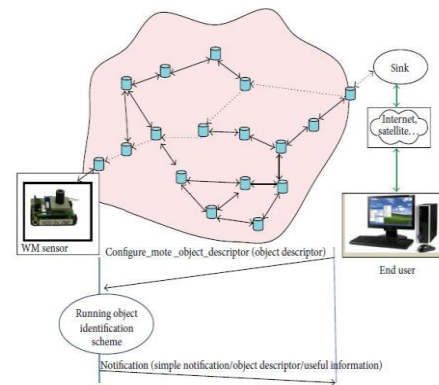 Sink
Internet,
satellite...
WM sensor
End user
Configure_mote _object_descriptor (object descriptor)
Running object
identification
scheme
Notification (simple notification/object descriptor/useful information)